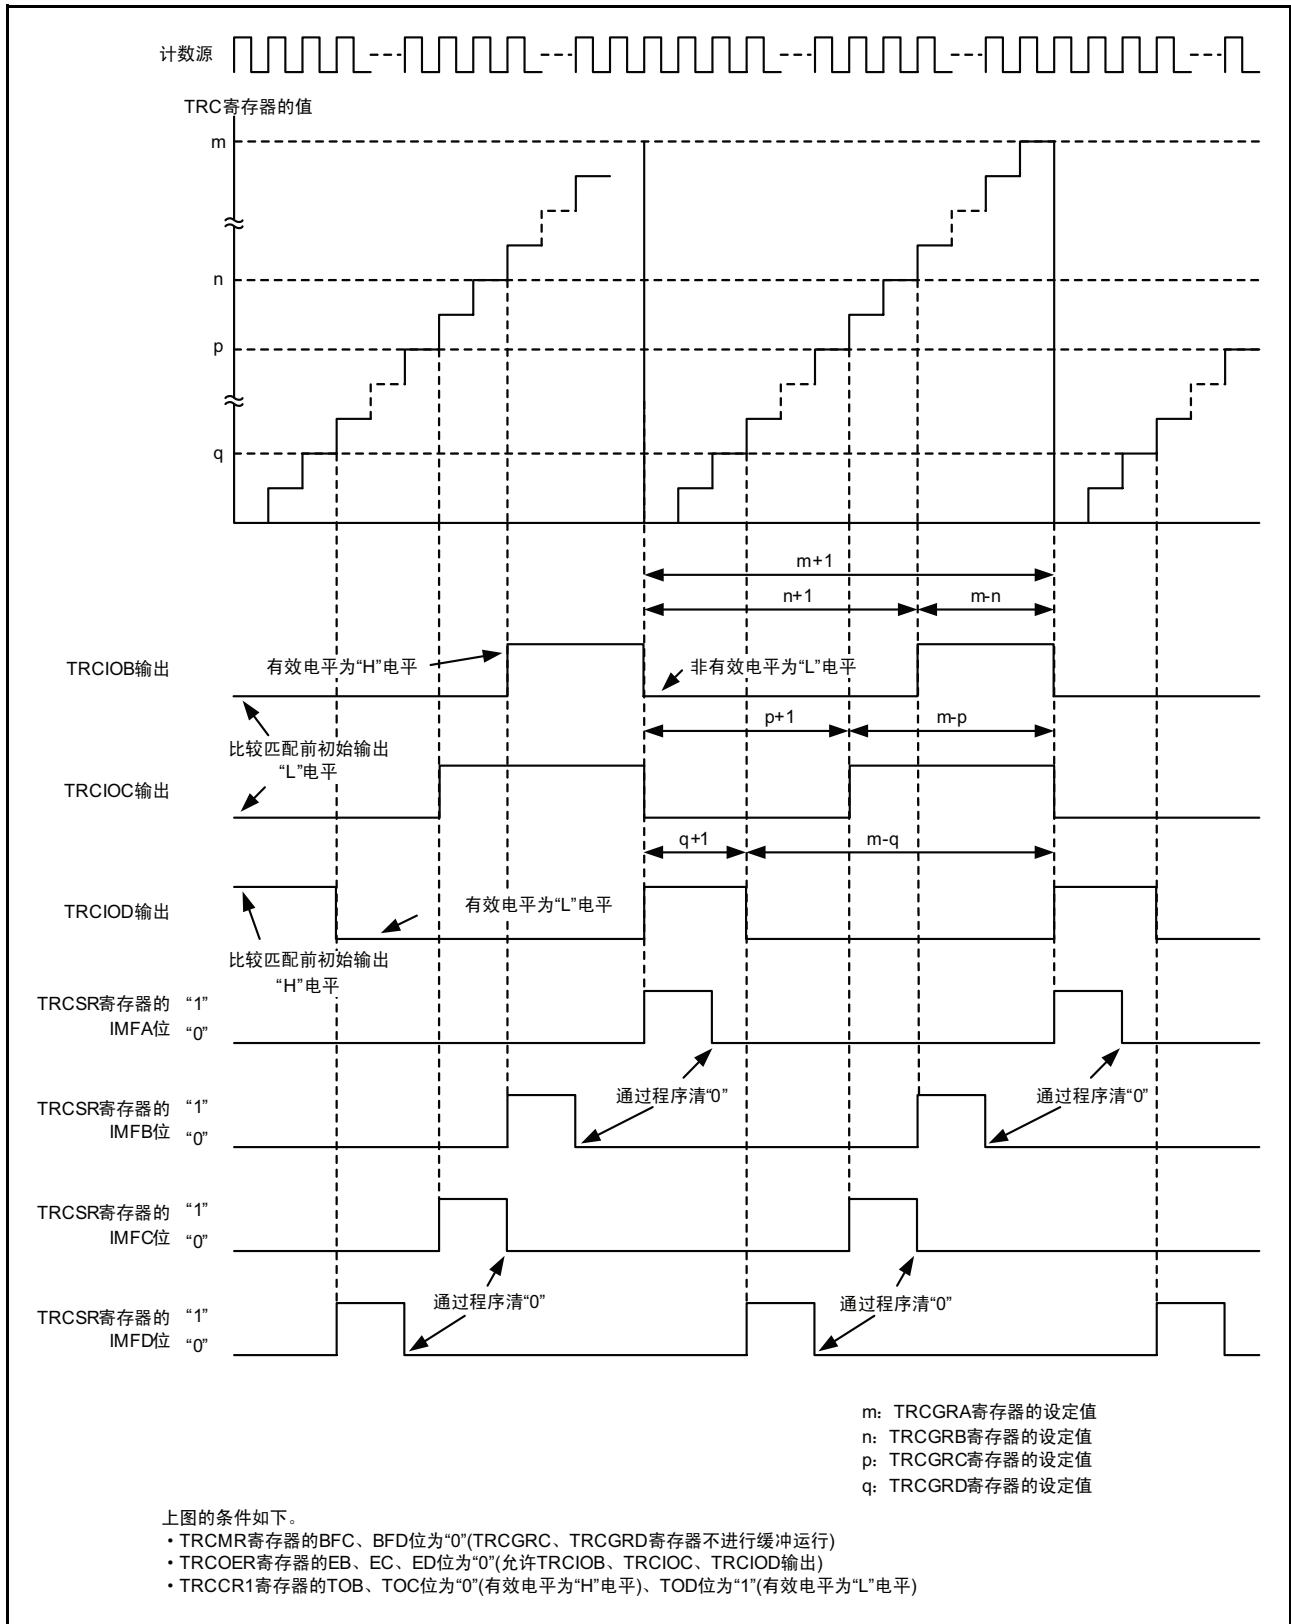 计数源
TRC寄存器的值
m
n
p
q
m+1
n+1
m-n
TRCIOB输出
有效电平为“H”电平
非有效电平为“L”电平
p+1
m-p
比较匹配前初始输出
“L”电平
TRCIOC输出
q+1
m-q
TRCIOD输出
有效电平为“L”电平
比较匹配前初始输出
“H”电平
TRCSR寄存器的 “1”
IMFA位 “0”
通过程序清“0”
通过程序清“0”
TRCSR寄存器的 “1”
IMFB位 “0”
TRCSR寄存器的 “1”
IMFC位 “0”
通过程序清“0”
通过程序清“0”
TRCSR寄存器的 “1”
IMFD位 “0”
m：TRCGRA寄存器的设定值
n：TRCGRB寄存器的设定值
p：TRCGRC寄存器的设定值
q：TRCGRD寄存器的设定值
上图的条件如下。
・TRCMR寄存器的BFC、BFD位为“0”(TRCGRC、TRCGRD寄存器不进行缓冲运行)
・TRCOER寄存器的EB、EC、ED位为“0”(允许TRCIOB、TRCIOC、TRCIOD输出)
・TRCCR1寄存器的TOB、TOC位为“0”(有效电平为“H”电平)、TOD位为“1”(有效电平为“L”电平)